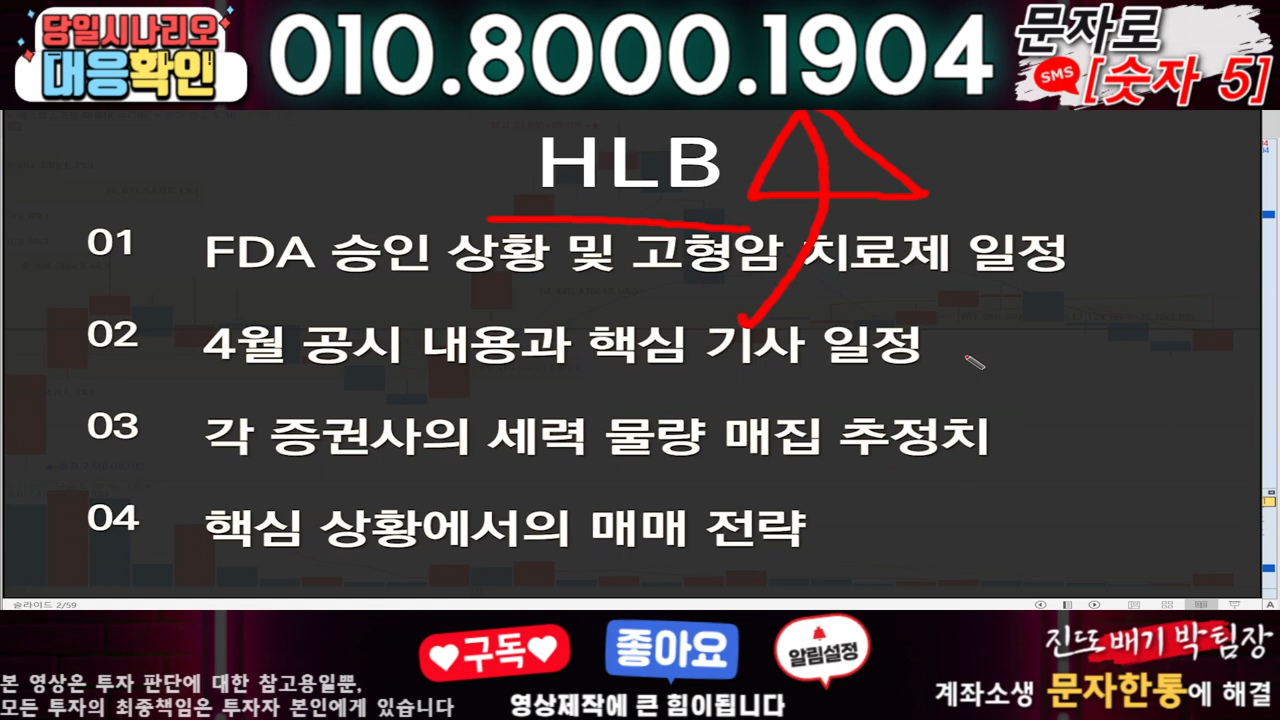 당일시나리오
대응확인
010.8000.1904
문자로
SMS [숫자 5]
HLB
01 FDA 승인 상황 및 고형암 치료제 일정
02 4월 공시 내용과 핵심 기사 일정
03 각 증권사의 세력 물량 매집 추정치
04 핵심 상황에서의 매매 전략
슬라이드 2/59
구독 좋아요 알림설정
진또배기 박팀장
본 영상은 투자 판단에 대한 참고용일뿐,
모든 투자의 최종책임은 투자자 본인에게 있습니다
영상제작에 큰 힘이됩니다
계좌소생 문자한통에 해결